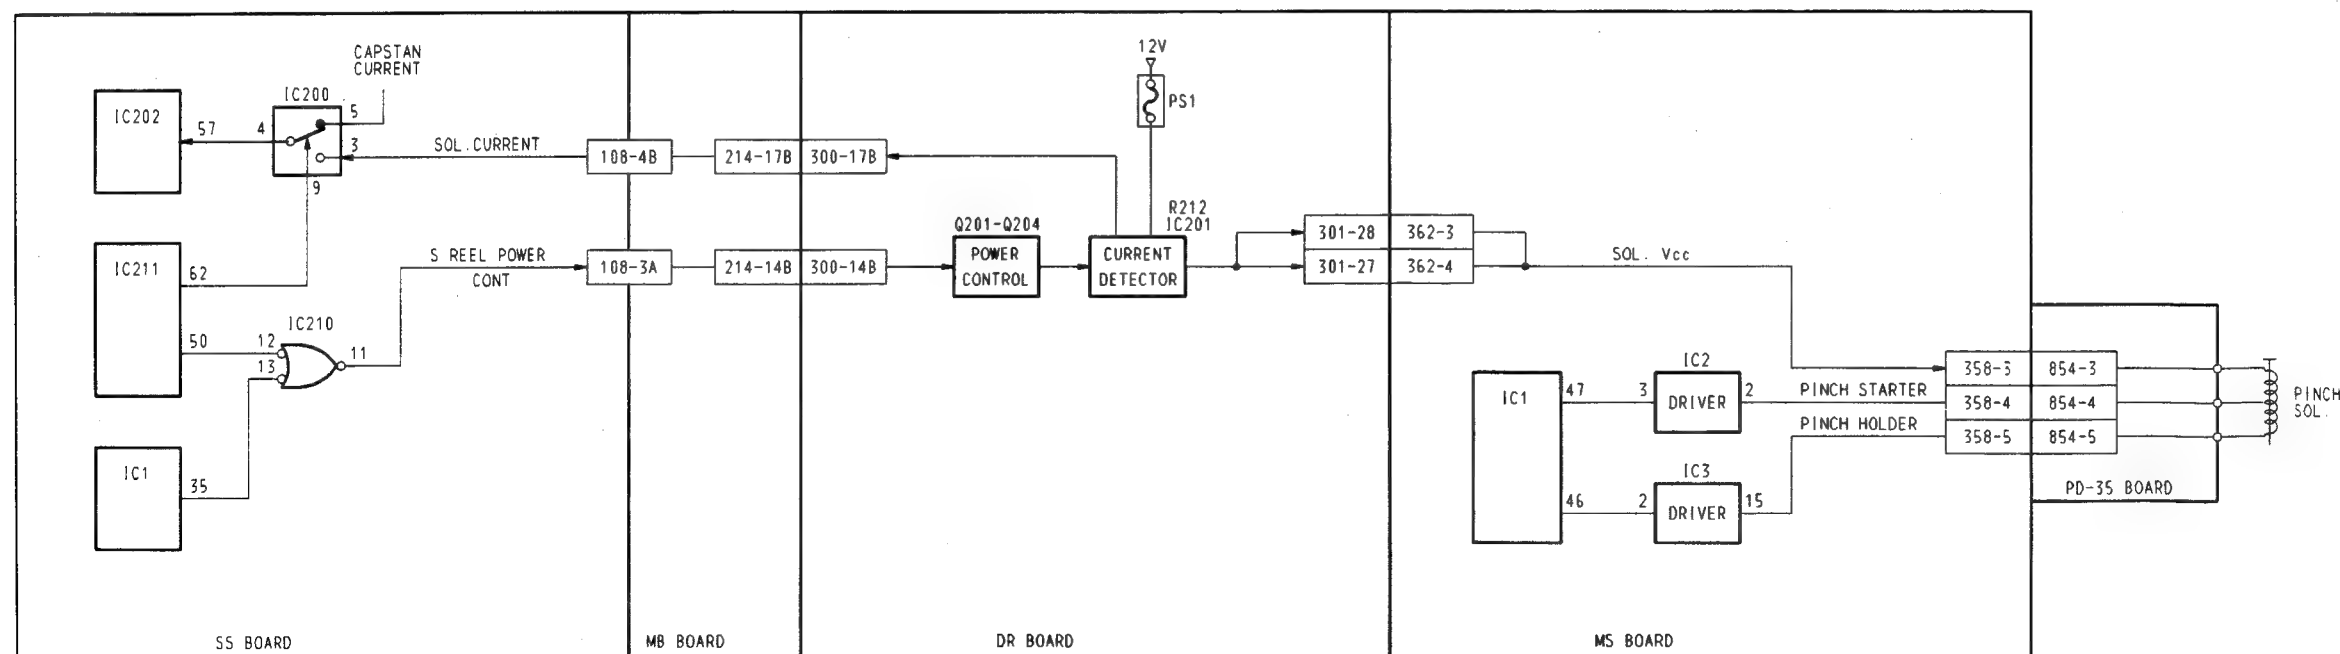 CAPSTAN
CURRENT
12V
IC202
57
4
IC200
5
3
9
PS1
SOL.CURRENT
108-4B
214-17B
300-17B
R212
IC201
Q201-Q204
POWER
CONTROL
CURRENT
DETECTOR
301-28
362-3
301-27
362-4
SOL. Vcc
IC211
62
50
S REEL POWER
CONT
108-3A
214-14B
300-14B
IC210
12
13
11
IC1
35
IC1
47
3
IC2
DRIVER
2
PINCH STARTER
PINCH HOLDER
46
2
IC3
DRIVER
15
358-3
854-3
358-4
854-4
358-5
854-5
PINCH
SOL.
PD-35 BOARD
SS BOARD
MB BOARD
DR BOARD
MS BOARD